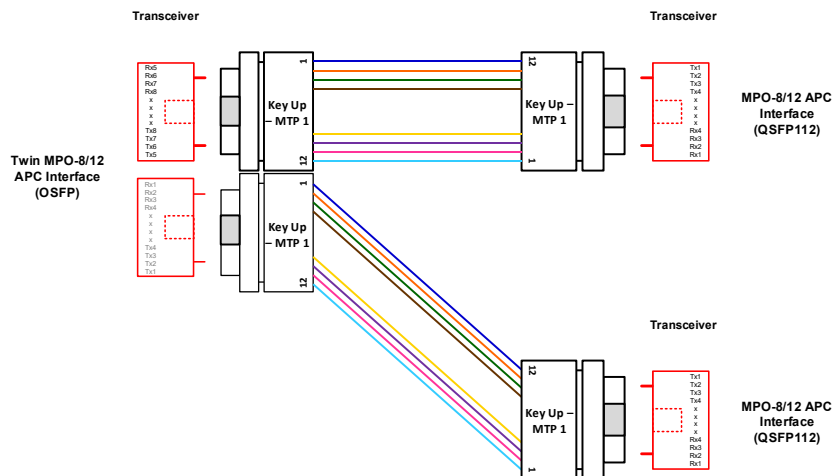 Transceiver
Transceiver
Rx5
Rx6
Rx7
Rx8
x
x
x
x
Tx8
Tx7
Tx6
Tx5
1
Key Up
– MTP 1
12
12
Key Up –
MTP 1
1
Tx1
Tx2
Tx3
Tx4
x
x
x
x
Rx4
Rx3
Rx2
Rx1
MPO-8/12 APC
Interface
(QSFP112)
Twin MPO-8/12
APC Interface
(OSFP)
Rx1
Rx2
Rx3
Rx4
x
x
x
x
Tx4
Tx3
Tx2
Tx1
1
Key Up
– MTP 1
12
Transceiver
12
Key Up –
MTP 1
1
Tx1
Tx2
Tx3
Tx4
x
x
x
x
Rx4
Rx3
Rx2
Rx1
MPO-8/12 APC
Interface
(QSFP112)